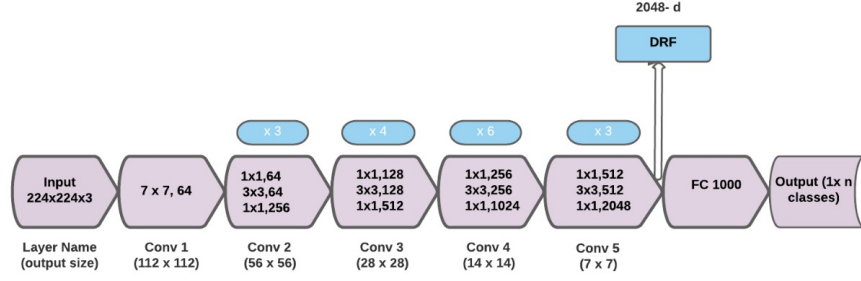 2048- d
DRF
x 3
x 4
x 6
x 3
Input
224x224x3
7 x 7, 64
1x1,64
3x3,64
1x1,256
1x1,128
3x3,128
1x1,512
1x1,256
3x3,256
1x1,1024
1x1,512
3x3,512
1x1,2048
FC 1000
Output (1x n
classes)
Layer Name
(output size)
Conv 1
(112 x 112)
Conv 2
(56 x 56)
Conv 3
(28 x 28)
Conv 4
(14 x 14)
Conv 5
(7 x 7)